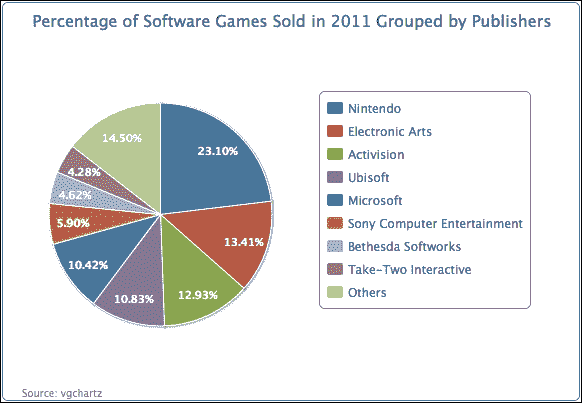 Percentage of Software Games Sold in 2011 Grouped by Publishers
23.10%
13.41%
12.93%
10.83%
10.42%
5.90%
4.62%
4.28%
14.50%
Nintendo
Electronic Arts
Activision
Ubisoft
Microsoft
Sony Computer Entertainment
Bethesda Softworks
Take-Two Interactive
Others
Source: vgchartz